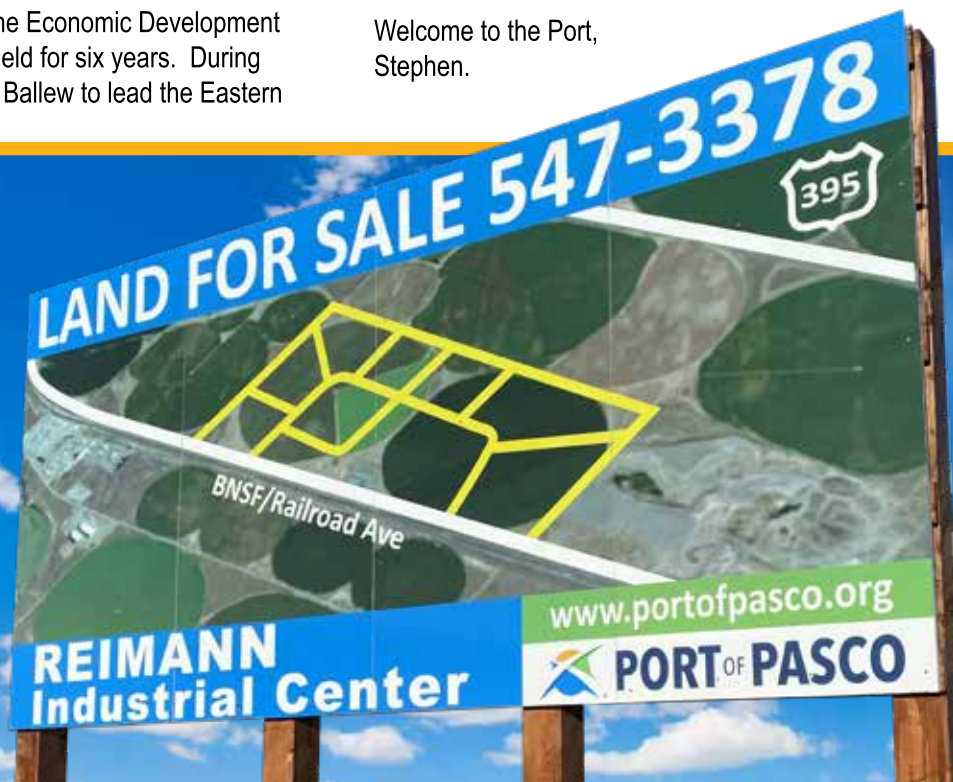 ne Economic Development
eld for six years. During
Ballew to lead the Eastern
Welcome to the Port,
Stephen.
LAND FOR SALE 547-3378
395
BNSF/Railroad Ave
www.portofpasco.org
REIMANN
Industrial Center
PORT OF PASCO